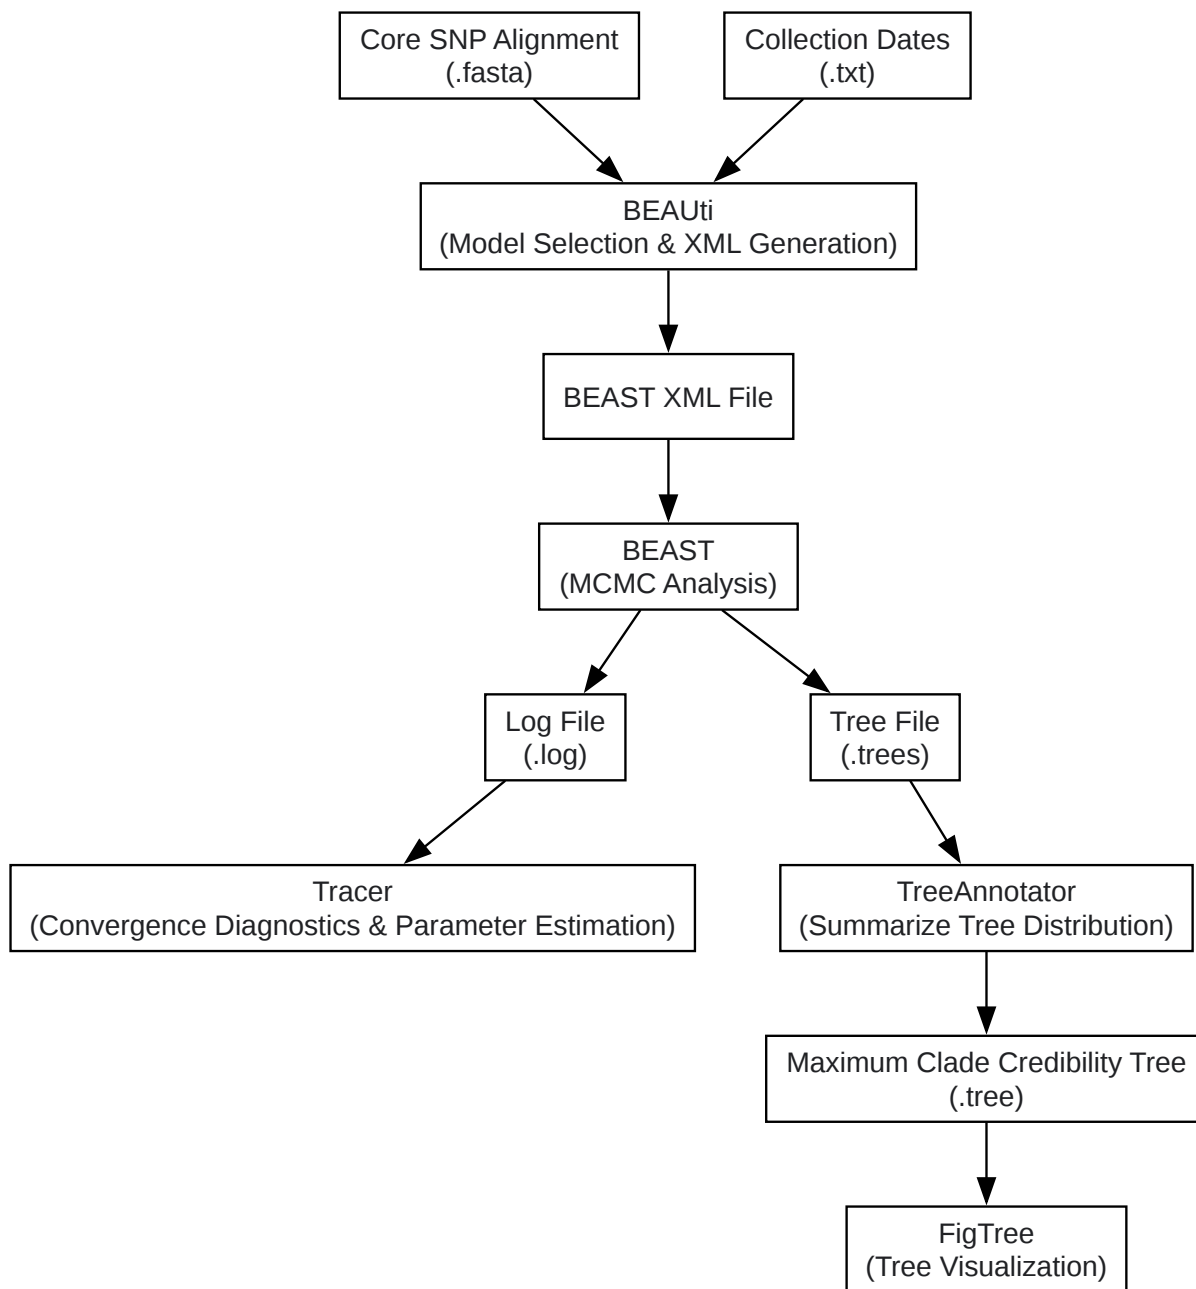 Core SNP Alignment
(.fasta)
Collection Dates
(.txt)
BEAUti
(Model Selection & XML Generation)
BEAST XML File
BEAST
(MCMC Analysis)
Log File
(.log)
Tree File
(.trees)
Tracer
(Convergence Diagnostics & Parameter Estimation)
TreeAnnotator
(Summarize Tree Distribution)
Maximum Clade Credibility Tree
(.tree)
FigTree
(Tree Visualization)